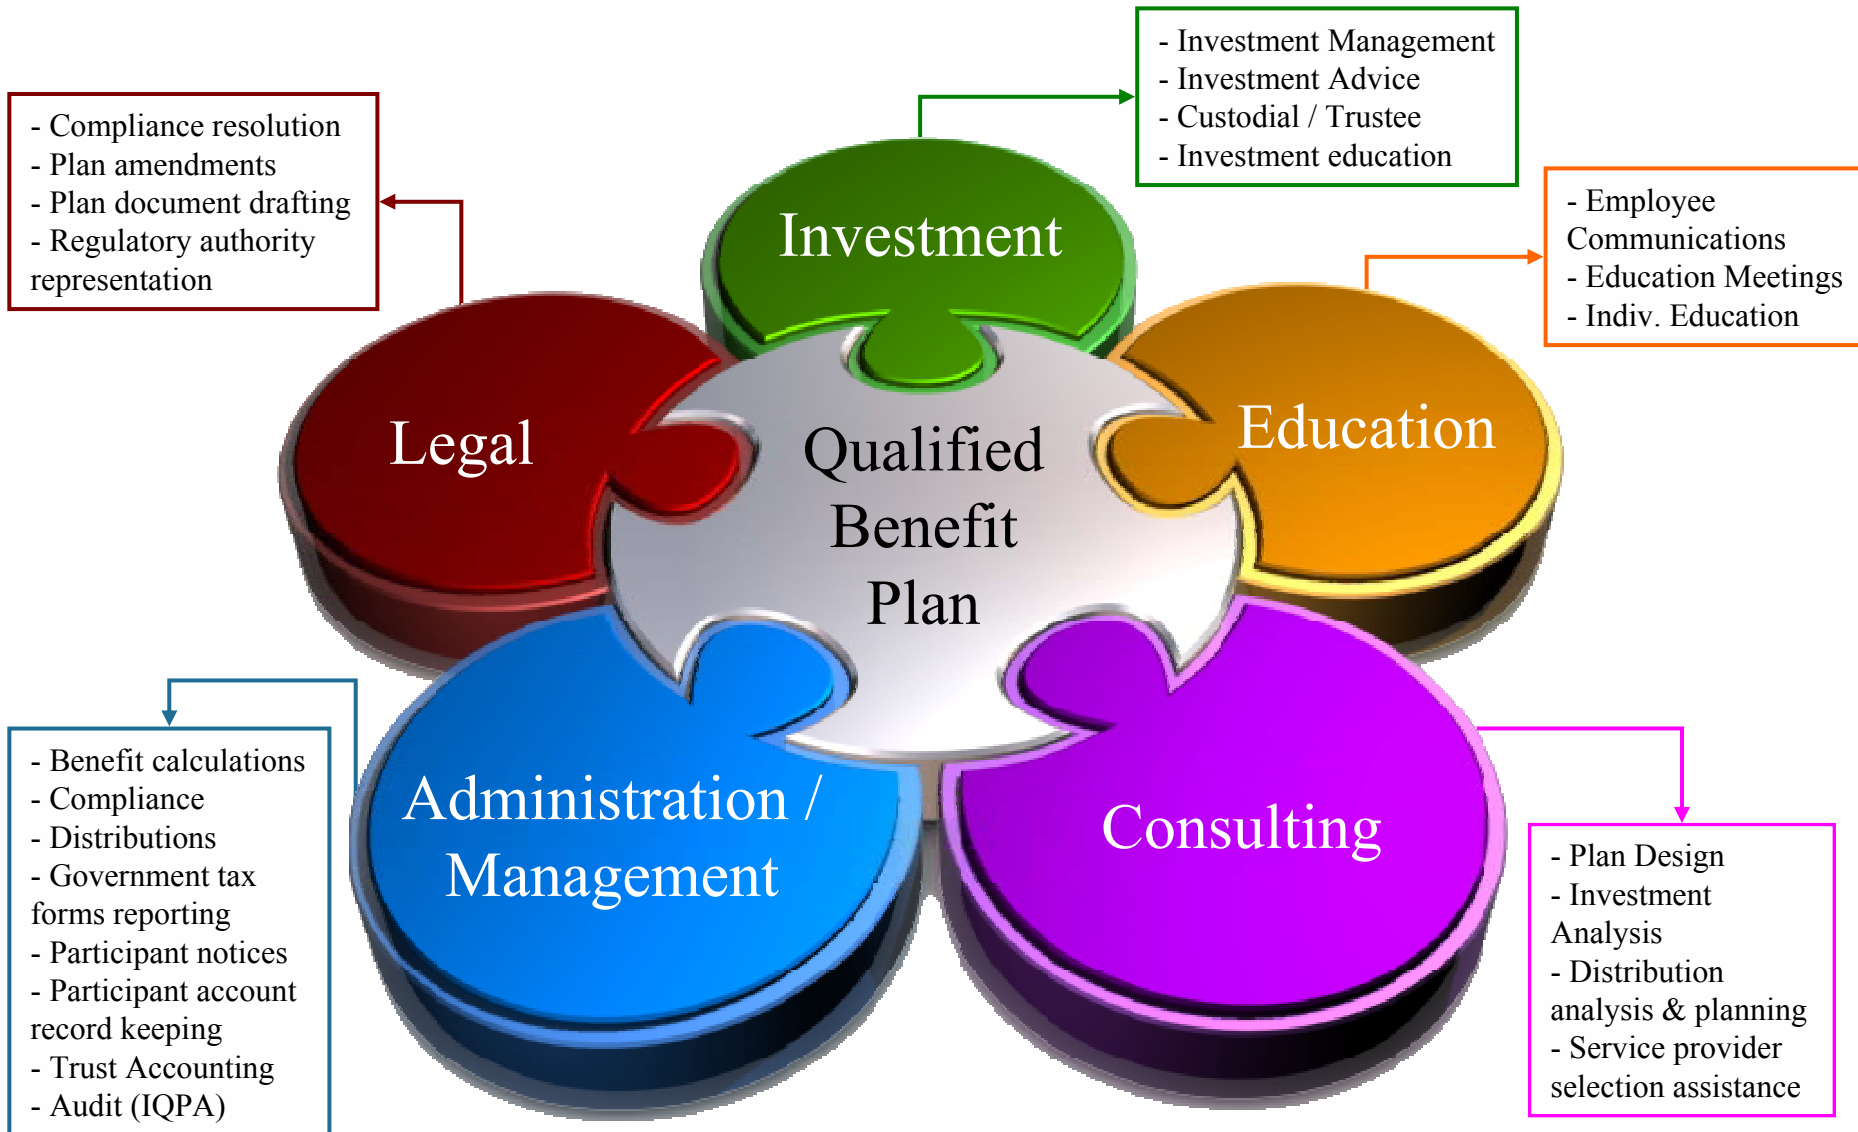 - Investment Management
- Investment Advice
- Custodial / Trustee
- Investment education
- Compliance resolution
- Plan amendments
- Plan document drafting
- Regulatory authority
representation
- Employee
Communications
- Education Meetings
- Indiv. Education
Investment
Legal
Education
Qualified
Benefit
Plan
Administration /
Management
Consulting
- Benefit calculations
- Compliance
- Distributions
- Government tax
forms reporting
- Participant notices
- Participant account
record keeping
- Trust Accounting
- Audit (IQPA)
- Plan Design
- Investment
Analysis
- Distribution
analysis & planning
- Service provider
selection assistance